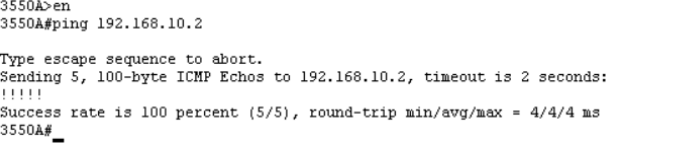 3550A>en
3550A#ping 192.168.10.2
Type escape sequence to abort.
Sending 5, 100-byte ICMP Echos to 192.168.10.2, timeout is 2 seconds:
!!!!!
Success rate is 100 percent (5/5), round-trip min/avg/max = 4/4/4 ms
3550A#